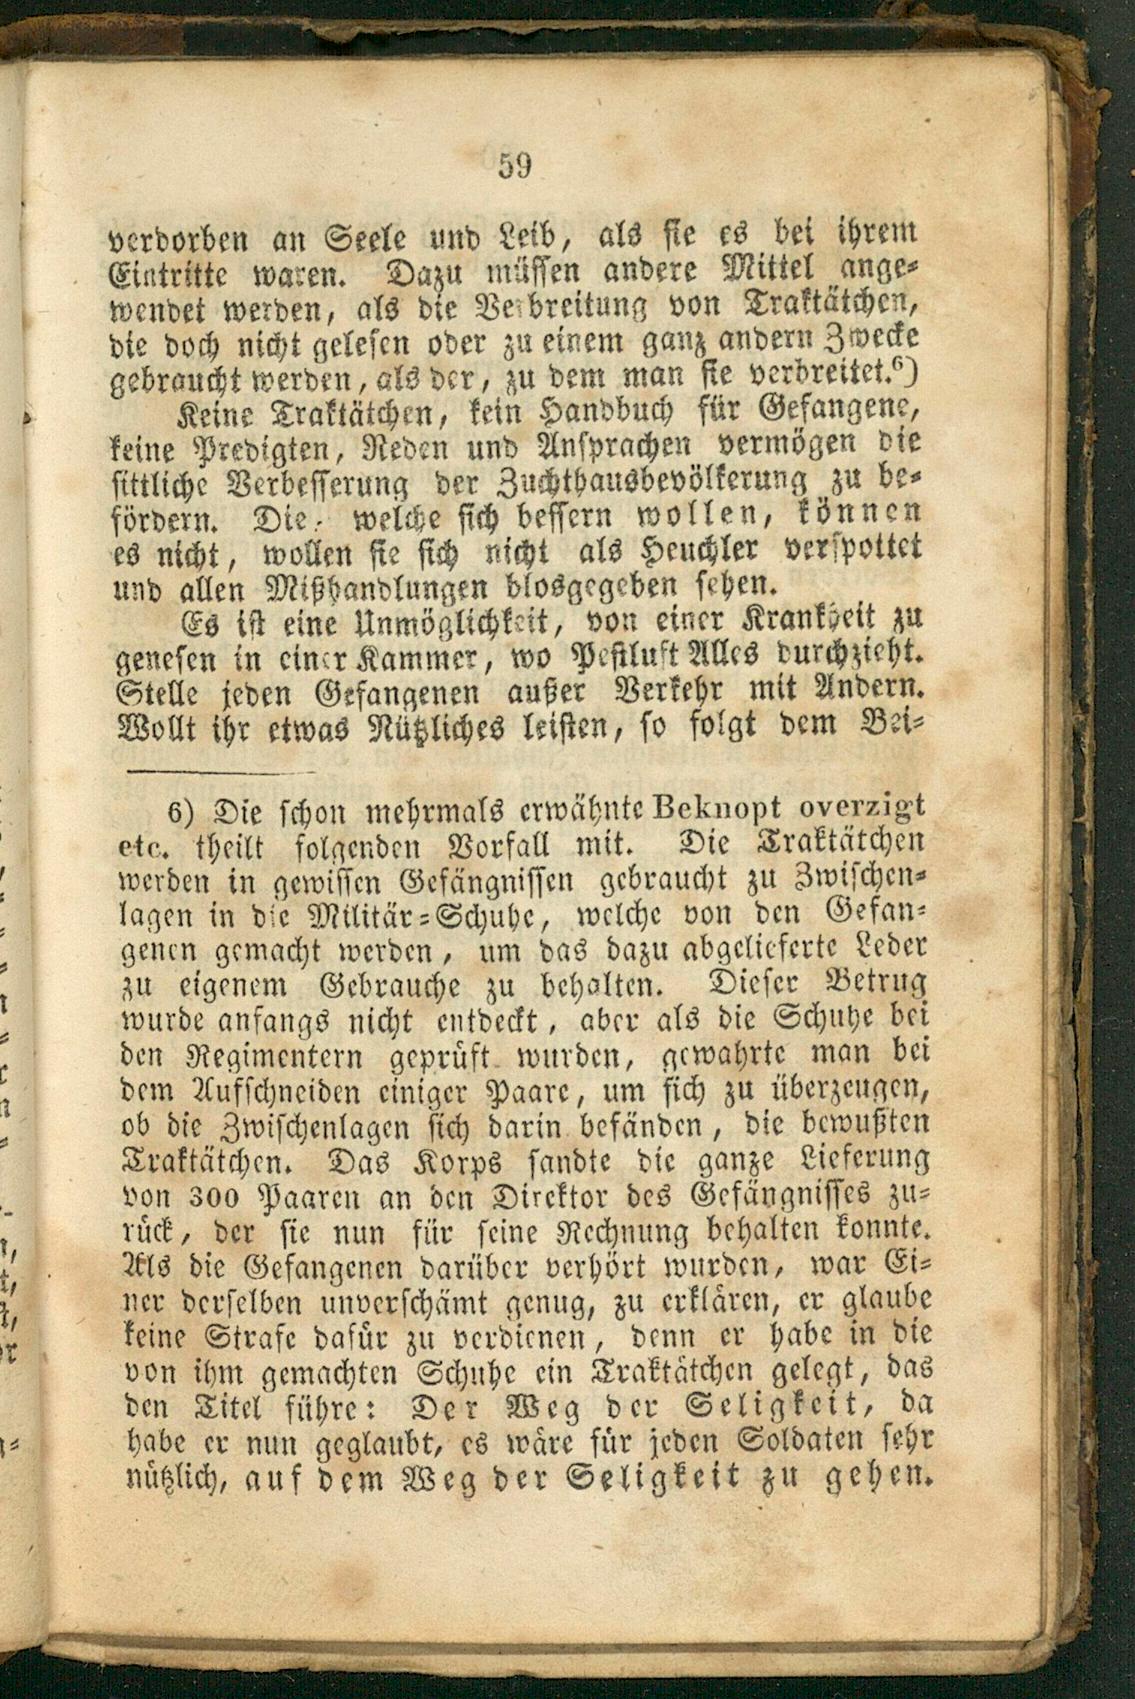 59
verdorben an Seele und Leib, als sie es bei ihrem
Eintritte waren. Dazu müssen andere Mittel ange-
wendet werden, als die Verbreitung von Traktätchen,
die doch nicht gelesen oder zu einem ganz andern Zwecke
gebraucht werden, als der, zu dem man sie verbreitet.6)
Keine Traktätchen, kein Handbuch für Gefangene,
keine Predigten, Reden und Ansprachen vermögen die
sittliche Verbesserung der Zuchthausbevölkerung zu be-
fördern. Die, welche sich bessern wollen, können
es nicht, wollen sie sich nicht als Heuchler verspottet
und allen Mißhandlungen blosgegeben sehen.
Es ist eine Unmöglichkeit, von einer Krankheit zu
genesen in einer Kammer, wo Pestluft Alles durchzieht.
Stelle jeden Gefangenen außer Verkehr mit Andern.
Wollt ihr etwas Nützliches leisten, so folgt dem Bei-
6) Die schon mehrmals erwähnte Beknopt overzigt
etc. theilt folgenden Vorfall mit. Die Traktätchen
werden in gewissen Gefängnissen gebraucht zu Zwischen-
lagen in die Militär-Schuhe, welche von den Gefan-
genen gemacht werden, um das dazu abgelieferte Leder
zu eigenem Gebrauche zu behalten. Dieser Betrug
wurde anfangs nicht entdeckt, aber als die Schuhe bei
den Regimentern geprüft wurden, gewahrte man bei
dem Aufschneiden einiger Paare, um sich zu überzeugen,
ob die Zwischenlagen sich darin befänden, die bewußten
Traktätchen. Das Korps sandte die ganze Lieferung
von 300 Paaren an den Direktor des Gefängnisses zu-
rück, der sie nun für seine Rechnung behalten konnte.
Als die Gefangenen darüber verhört wurden, war Ei-
ner derselben unverschämt genug, zu erklären, er glaube
keine Strafe dafür zu verdienen, denn er habe in die
von ihm gemachten Schuhe ein Traktätchen gelegt, das
den Titel führe: Der Weg der Seligkeit, da
habe er nun geglaubt, es wäre für jeden Soldaten sehr
nützlich, auf dem Weg der Seligkeit zu gehen.